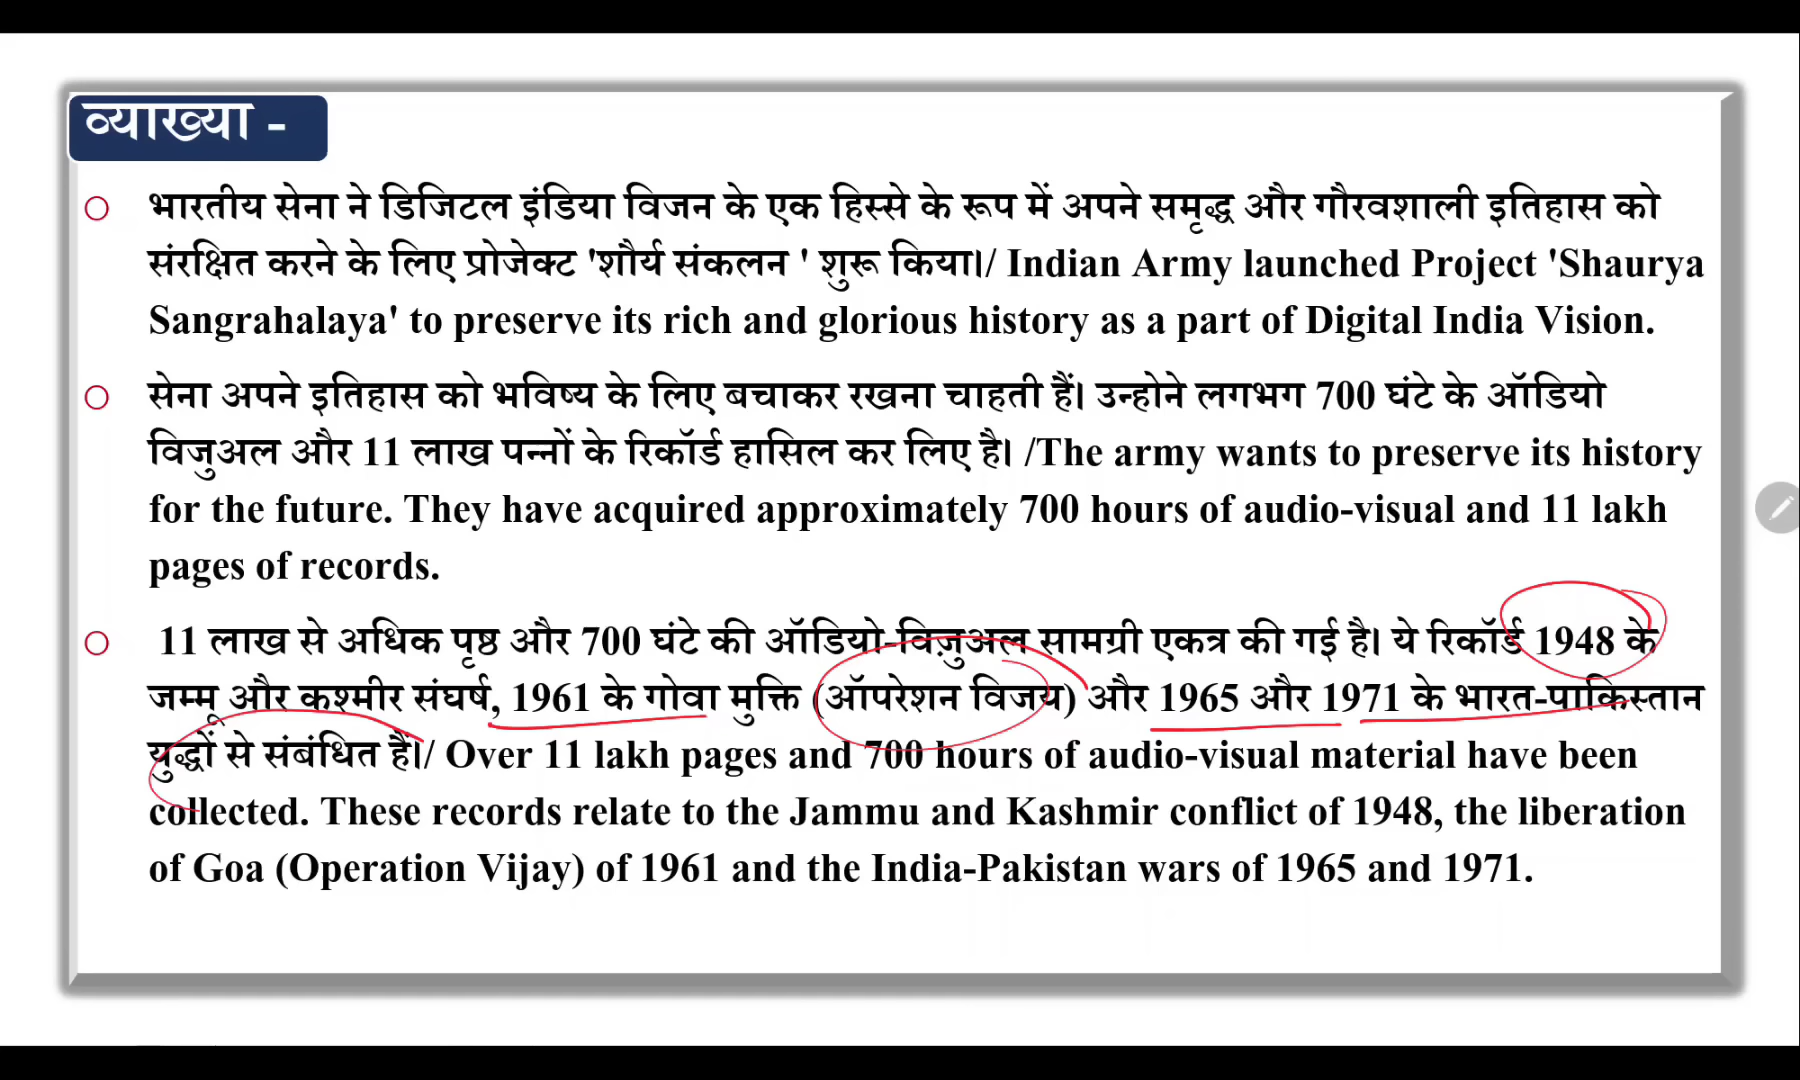 व्याख्या -
भारतीय सेना ने डिजिटल इंडिया विजन के एक हिस्से के रूप में अपने समृद्ध और गौरवशाली इतिहास को
संरक्षित करने के लिए प्रोजेक्ट 'शौर्य संकलन ' शुरू किया।/ Indian Army launched Project 'Shaurya
Sangrahalaya' to preserve its rich and glorious history as a part of Digital India Vision.
सेना अपने इतिहास को भविष्य के लिए बचाकर रखना चाहती हैं। उन्होने लगभग 700 घंटे के ऑडियो
विजुअल और 11 लाख पन्नों के रिकॉर्ड हासिल कर लिए है। /The army wants to preserve its history
for the future. They have acquired approximately 700 hours of audio-visual and 11 lakh
pages of records.
11 लाख से अधिक पृष्ठ और 700 घंटे की ऑडियो-विज़ुअल सामग्री एकत्र की गई है। ये रिकॉर्ड 1948 के
जम्मू और कश्मीर संघर्ष, 1961 के गोवा मुक्ति (ऑपरेशन विजय) और 1965 और 1971 के भारत-पाकिस्तान
युद्धों से संबंधित हैं।/ Over 11 lakh pages and 700 hours of audio-visual material have been
collected. These records relate to the Jammu and Kashmir conflict of 1948, the liberation
of Goa (Operation Vijay) of 1961 and the India-Pakistan wars of 1965 and 1971.